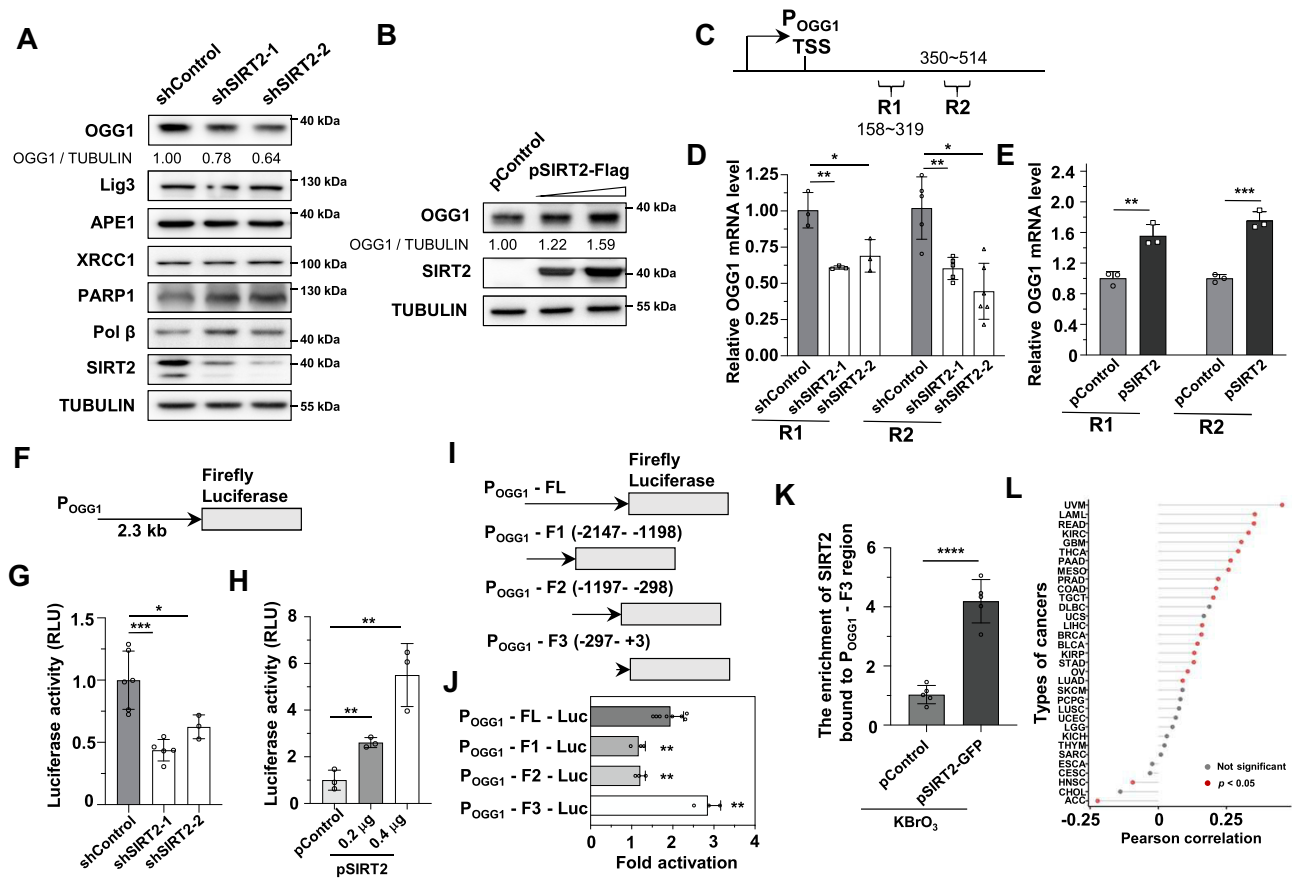 A
shControl
shSIRT2-1
shSIRT2-2
OGG1
40 kDa
OGG1 / TUBULIN 1.00 0.78 0.64
Lig3
130 kDa
APE1
40 kDa
XRCC1
100 kDa
PARP1
130 kDa
Pol β
40 kDa
SIRT2
40 kDa
TUBULIN
55 kDa
B
pControl
pSIRT2-Flag
OGG1
40 kDa
OGG1 / TUBULIN 1.00 1.22 1.59
SIRT2
40 kDa
TUBULIN
55 kDa
C
POGG1
TSS
350~514
R1
R2
158~319
D
Relative OGG1 mRNA level
1.25
1.00
0.75
0.50
0.25
0.00
**
*
**
*
shControl
shSIRT2-1
shSIRT2-2
shControl
shSIRT2-1
shSIRT2-2
R1
R2
E
Relative OGG1 mRNA level
2.4
2.0
1.6
1.2
0.8
0.4
0
**
***
pControl
pSIRT2
pControl
pSIRT2
R1
R2
F
POGG1
2.3 kb
Firefly
Luciferase
G
Luciferase activity (RLU)
1.5
1.0
0.5
0
***
*
shControl
shSIRT2-1
shSIRT2-2
H
Luciferase activity (RLU)
8
6
4
2
0
**
**
pControl
0.2 µg
0.4 µg
pSIRT2
I
Firefly
Luciferase
POGG1 - FL
POGG1 - F1 (-2147- -1198)
POGG1 - F2 (-1197- -298)
POGG1 - F3 (-297- +3)
J
POGG1 - FL - Luc
POGG1 - F1 - Luc
**
POGG1 - F2 - Luc
**
POGG1 - F3 - Luc
**
0 1 2 3 4
Fold activation
K
The enrichment of SIRT2
bound to POGG1 - F3 region
6
4
2
0
****
pControl
pSIRT2-GFP
KBrO3
L
Types of cancers
UVM
LAML
READ
KIRC
GBM
THCA
PAAD
MESO
PRAD
COAD
TGCT
DLBC
UCS
LIHC
BRCA
BLCA
KIRP
STAD
OV
LUAD
SKCM
PCPG
LUSC
UCEC
LGG
KICH
THYM
SARC
ESCA
CESC
HNSC
CHOL
ACC
Not significant
p < 0.05
-0.25 0 0.25
Pearson correlation